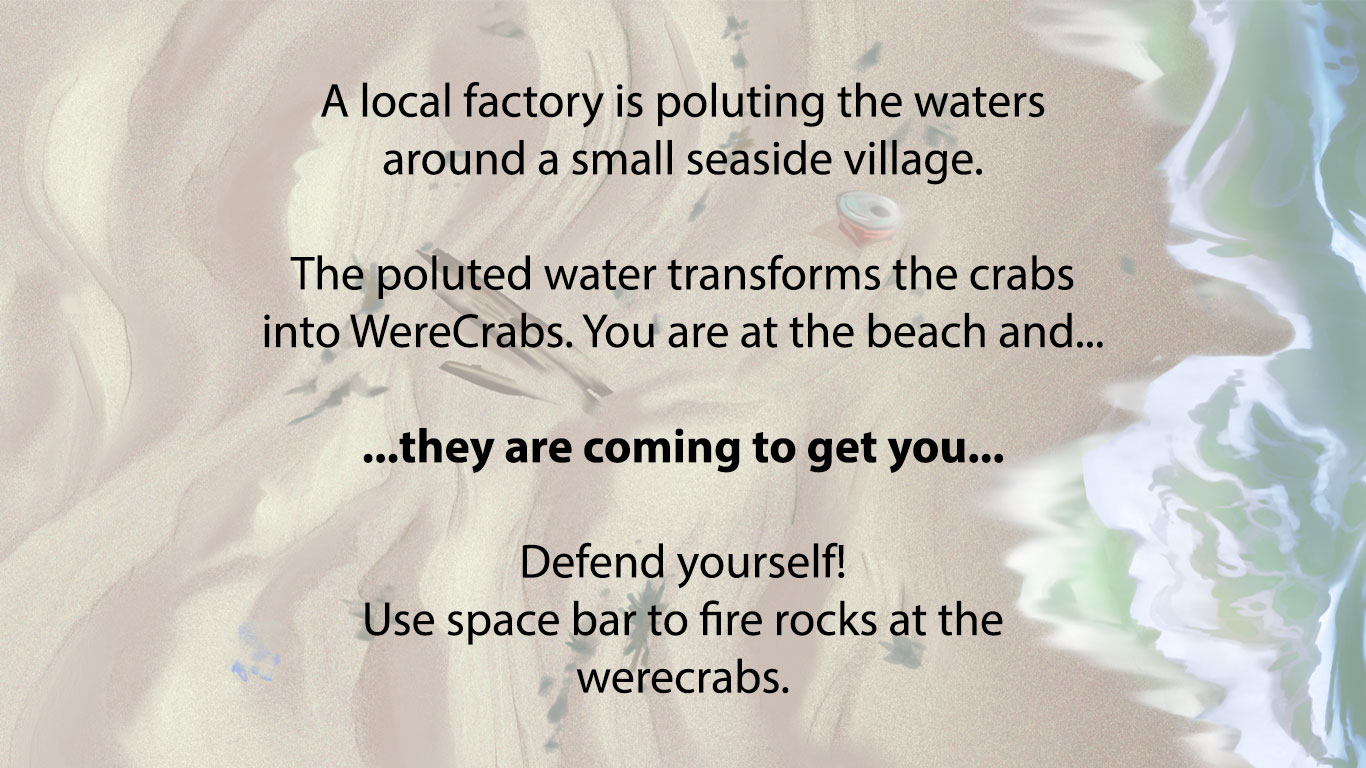 A local factory is poluting the waters
around a small seaside village.
The poluted water transforms the crabs
into WereCrabs. You are at the beach and...
...they are coming to get you...
Defend yourself!
Use space bar to fire rocks at the
werecrabs.